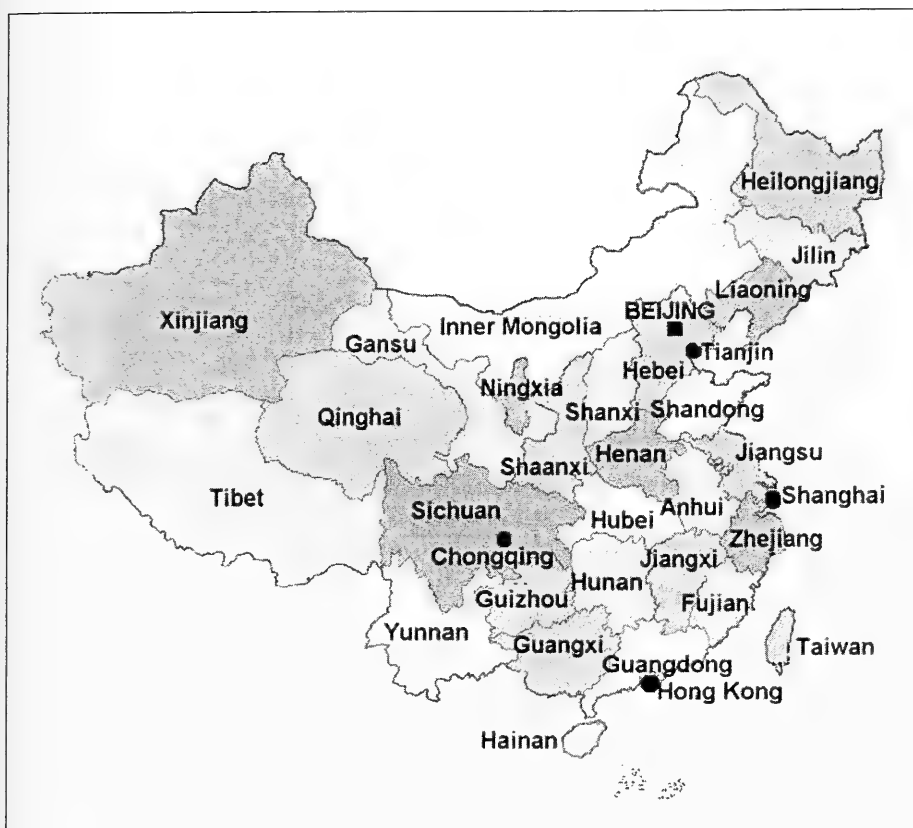 Heilongjiang
Jilin
Liaoning
Xinjiang
BEIJING
Inner Mongolia
Gansu
Tianjin
Hebei
Ningxia
Qinghai
Shanxi
Shandong
Henan
Jiangsu
Shaanxi
Tibet
Shanghai
Sichuan
Anhui
Hubei
Zhejiang
Chongqing
Jiangxi
Hunan
Guizhou
Fujian
Yunnan
Guangxi
Taiwan
Guangdong
Hong Kong
Hainan